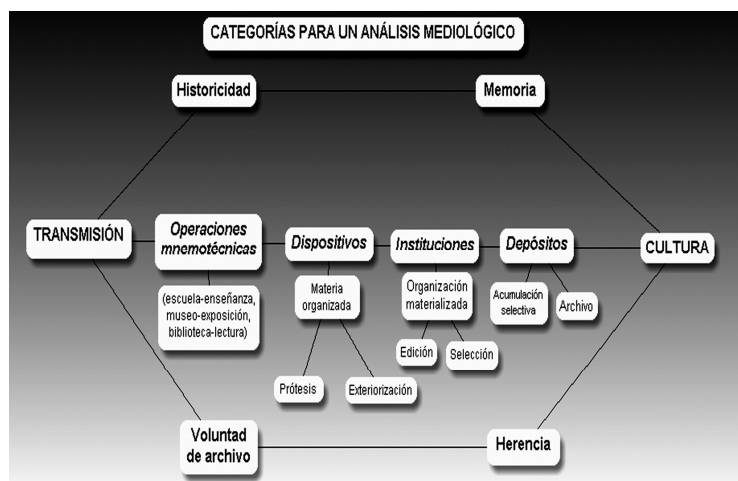 CATEGORÍAS PARA UN ANÁLISIS MEDIOLÓGICO
Historicidad
Memoria
TRANSMISIÓN
Operaciones
mnemotécnicas
Dispositivos
Instituciones
Depósitos
CULTURA
(escuela-enseñanza,
museo-exposición,
biblioteca-lectura)
Materia
organizada
Organización
materializada
Acumulación
selectiva
Archivo
Edición
Selección
Prótesis
Exteriorización
Voluntad
de archivo
Herencia